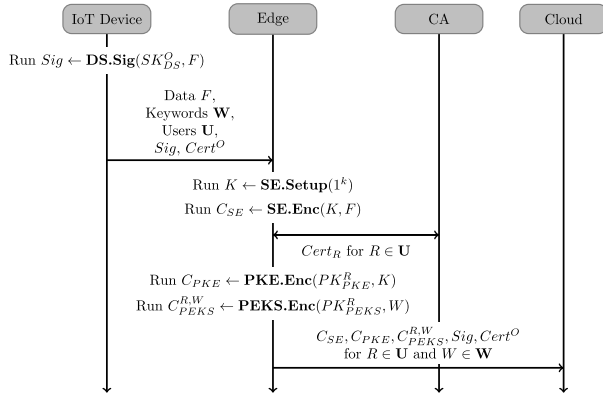 IoT Device Edge CA Cloud
Run Sig ← DS.Sig(SK^O_DS, F)
Data F,
Keywords W,
Users U,
Sig, Cert^O
Run K ← SE.Setup(1^k)
Run C_SE ← SE.Enc(K, F)
Cert_R for R ∈ U
Run C_PKE ← PKE.Enc(PK^R_PKE, K)
Run C^R,W_PEKS ← PEKS.Enc(PK^R_PEKS, W)
C_SE, C_PKE, C^R,W_PEKS, Sig, Cert^O
for R ∈ U and W ∈ W